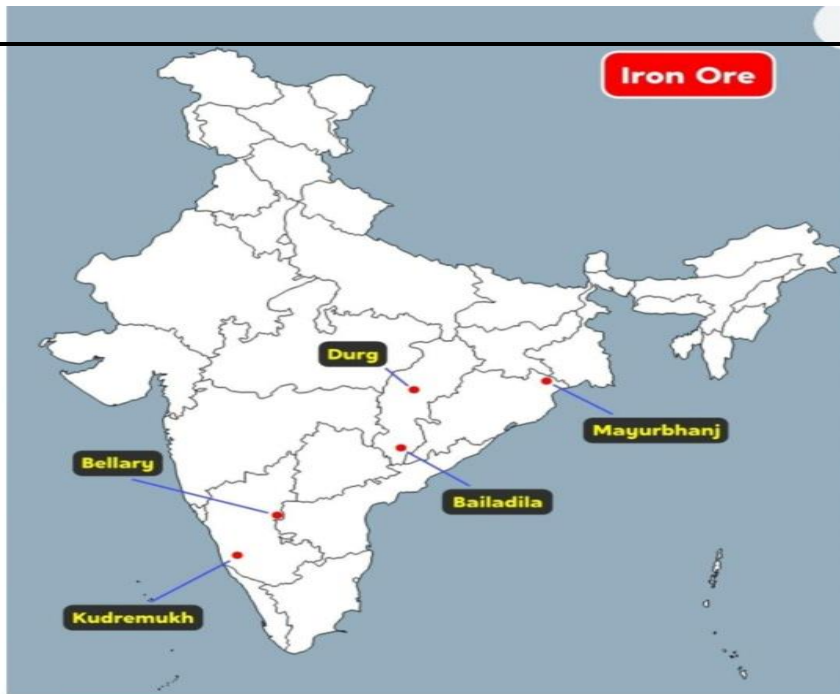 Iron Ore
Durg
Mayurbhanj
Bellary
Bailadila
Kudremukh